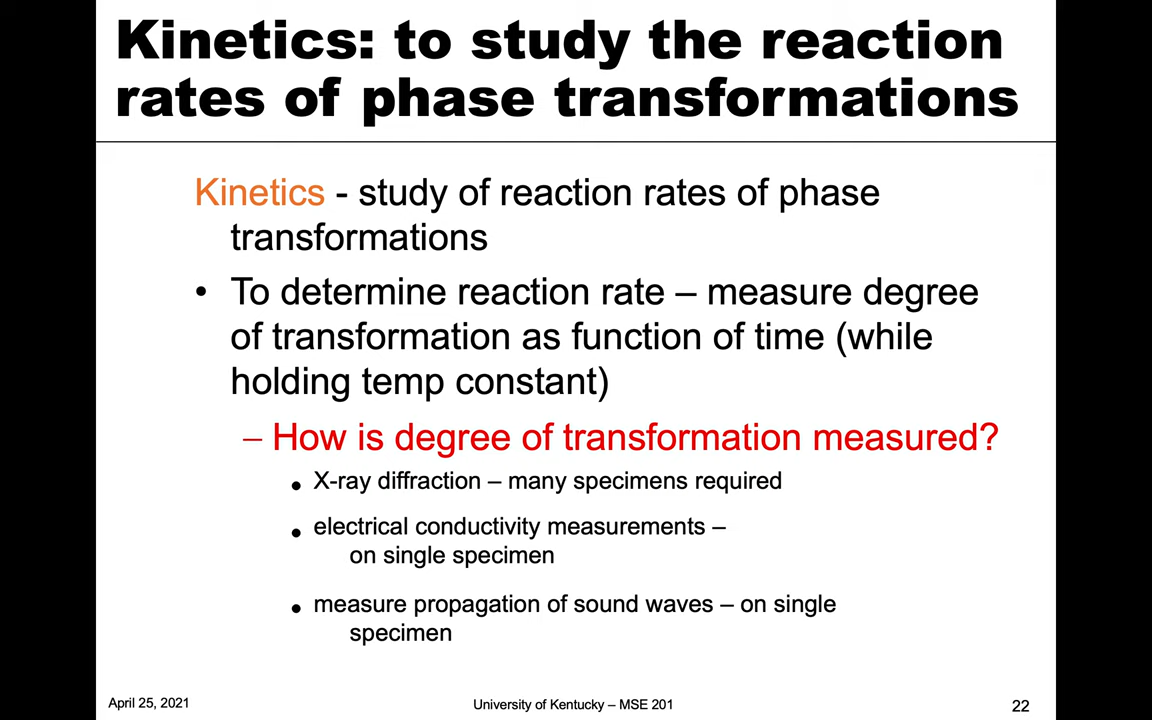 Kinetics: to study the reaction
rates of phase transformations
Kinetics - study of reaction rates of phase
transformations
• To determine reaction rate – measure degree
of transformation as function of time (while
holding temp constant)
– How is degree of transformation measured?
• X-ray diffraction – many specimens required
• electrical conductivity measurements –
on single specimen
• measure propagation of sound waves – on single
specimen
April 25, 2021
University of Kentucky – MSE 201
22